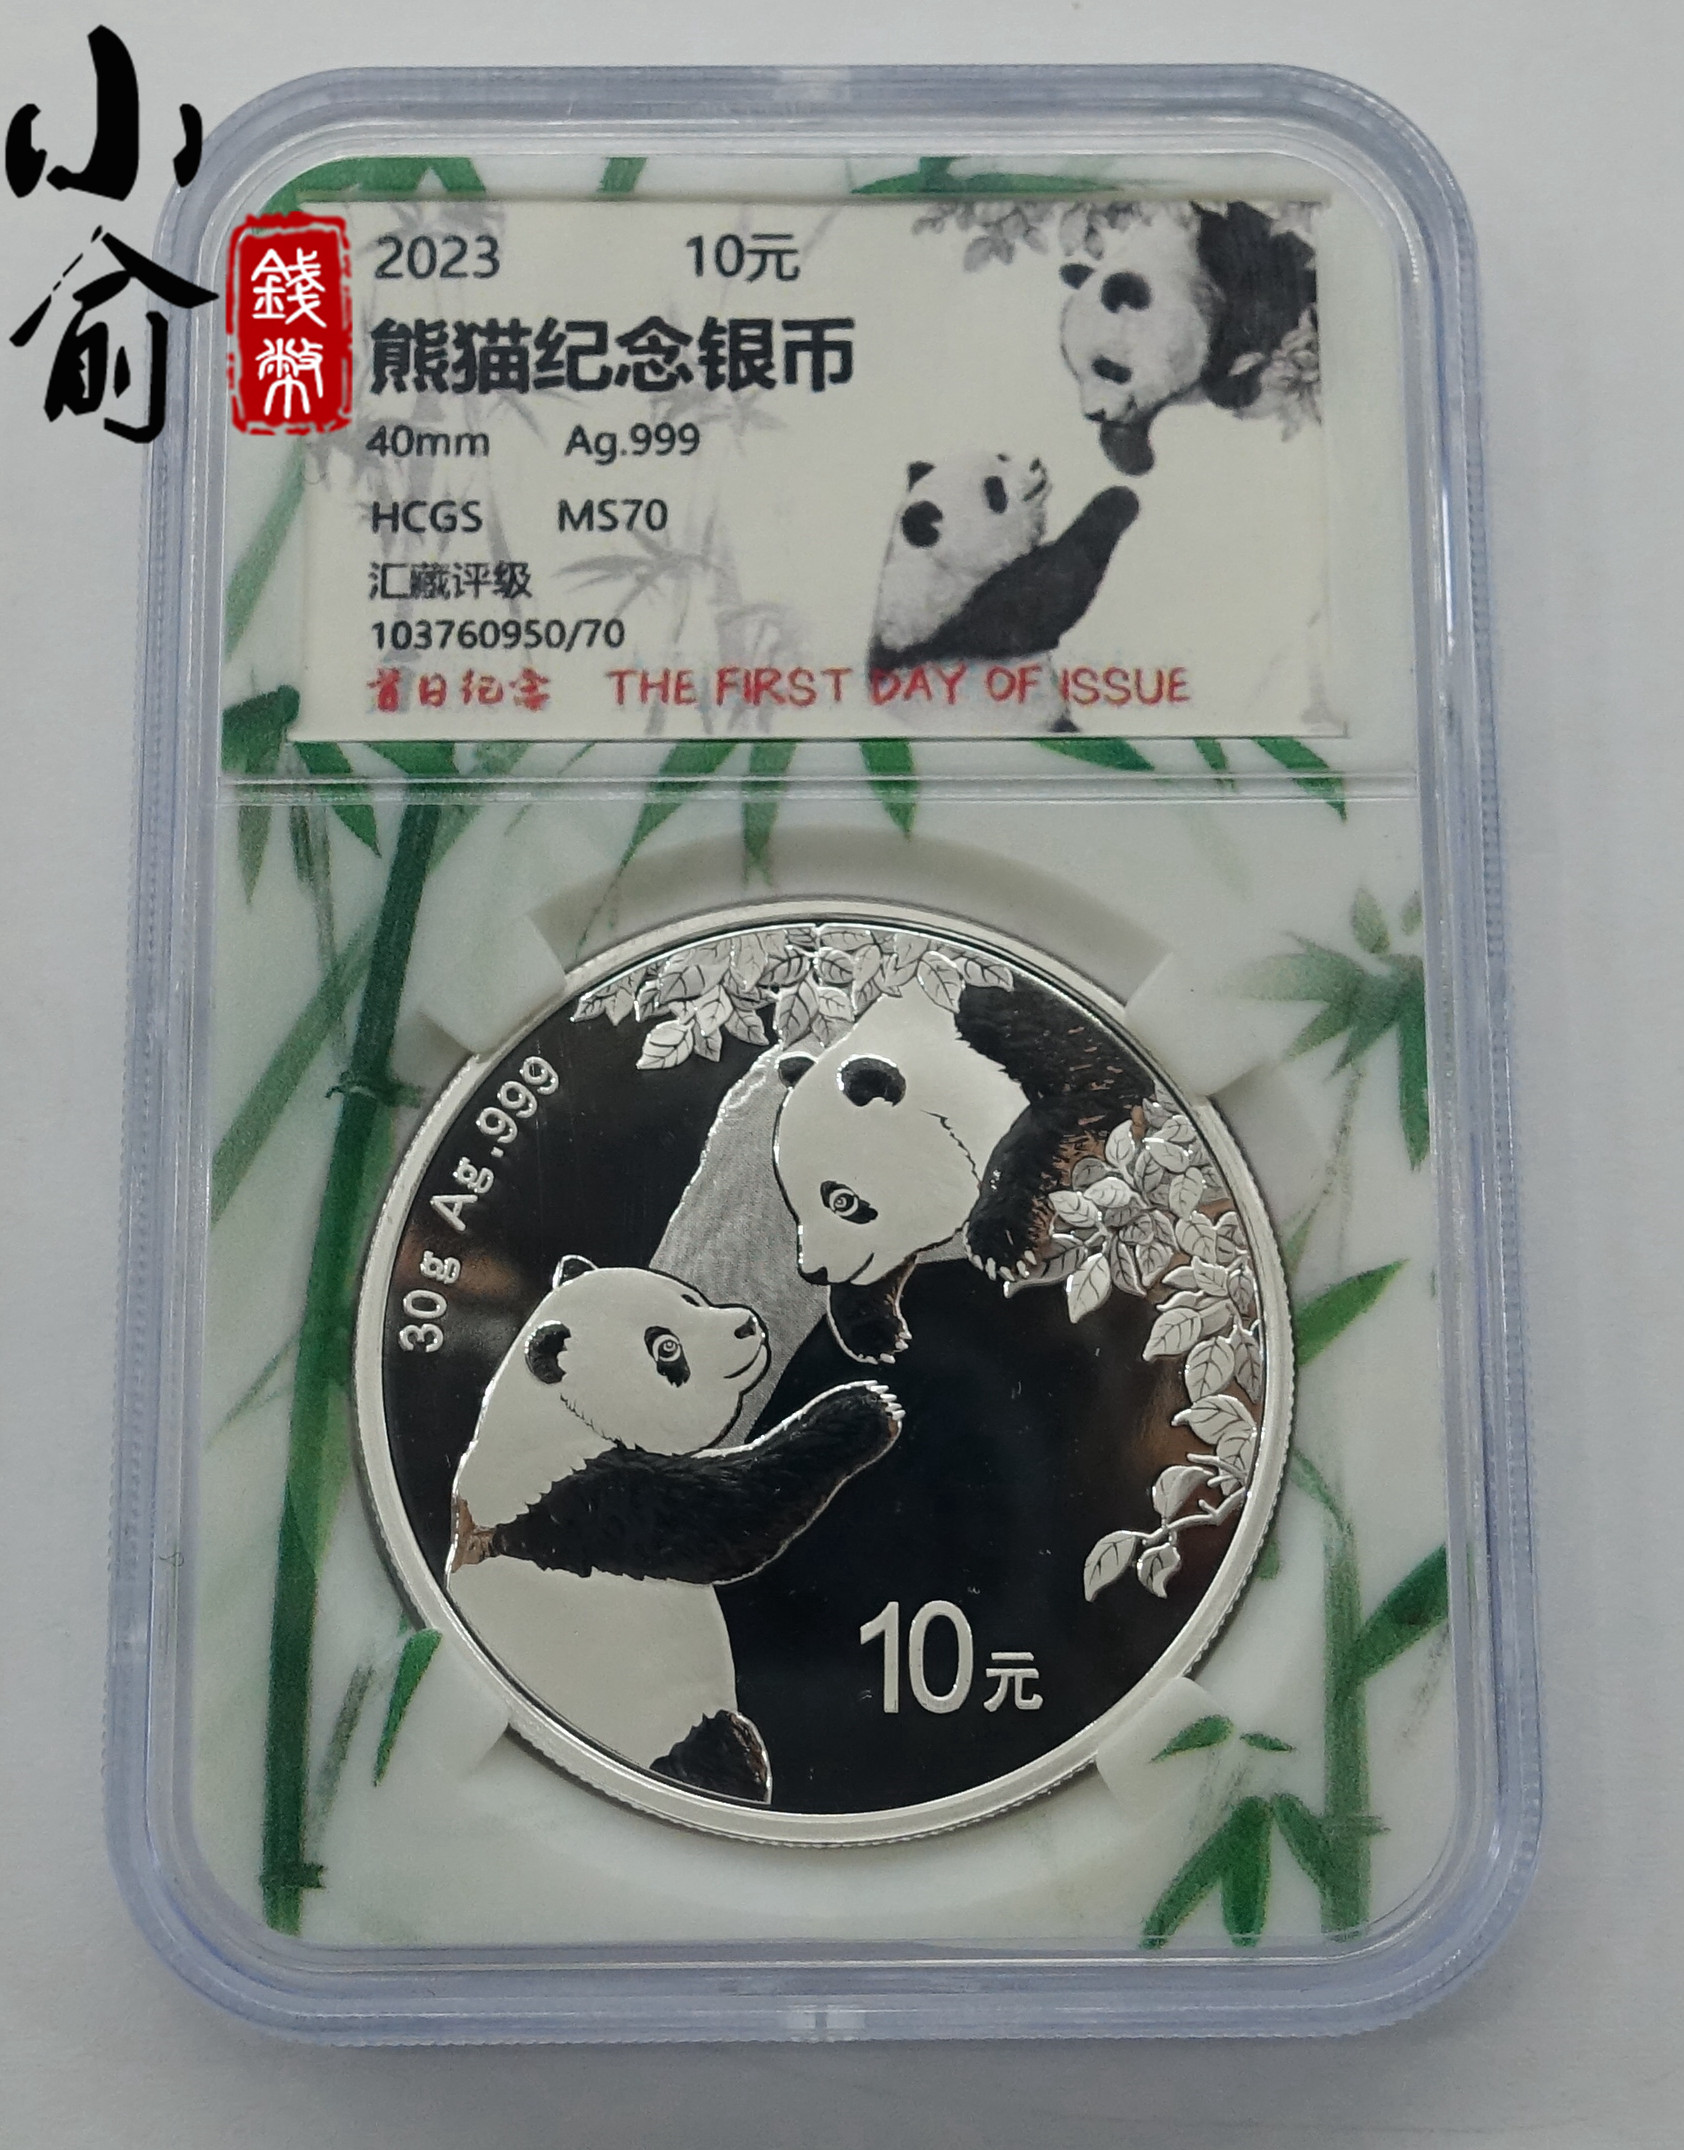 小俞
錢幣
2023 10元
熊猫纪念银币
40mm Ag.999
HCGS MS70
汇藏评级
103760950/70
首日纪念 THE FIRST DAY OF ISSUE
30g Ag.999
10元